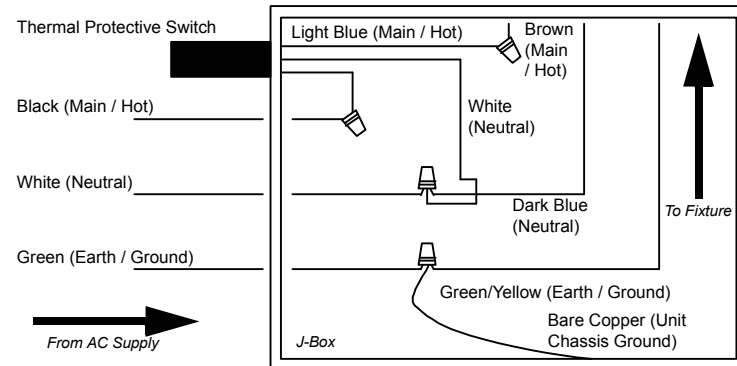 Thermal Protective Switch
Light Blue (Main / Hot)
Brown
(Main
/ Hot)
Black (Main / Hot)
White
(Neutral)
White (Neutral)
Dark Blue
(Neutral)
To Fixture
Green (Earth / Ground)
Green/Yellow (Earth / Ground)
Bare Copper (Unit
Chassis Ground)
From AC Supply
J-Box